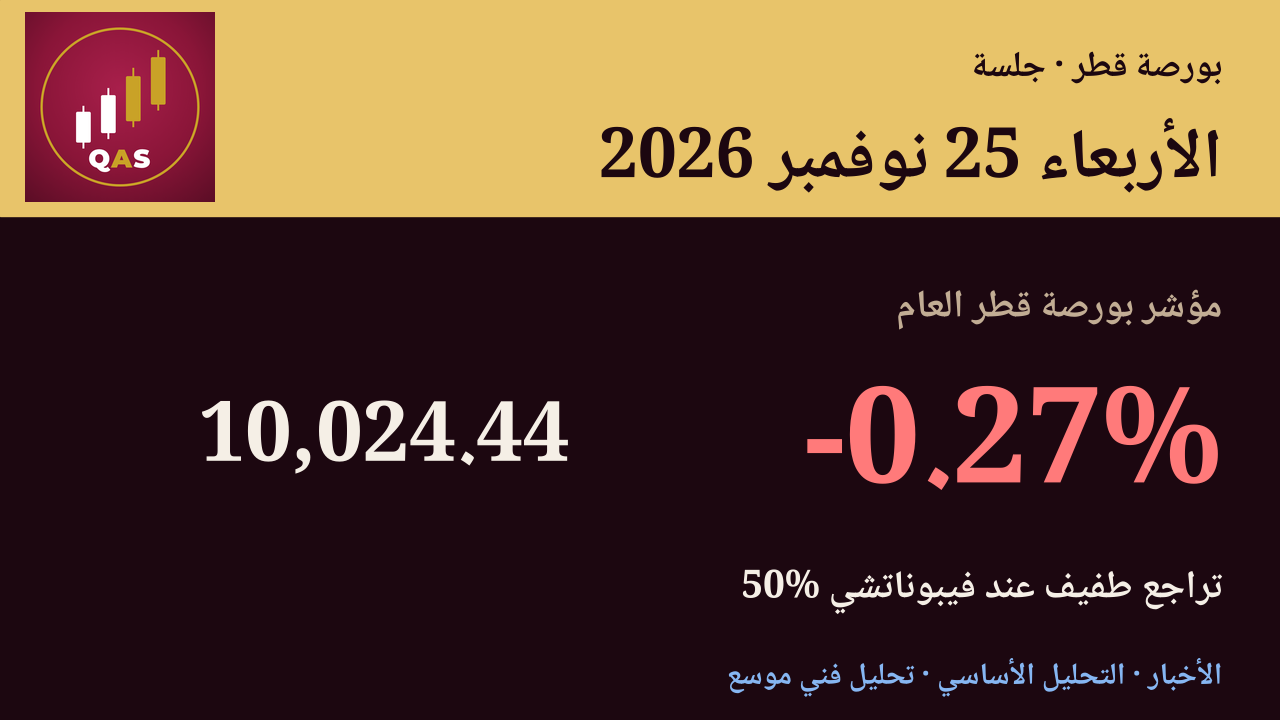 QAS
بورصة قطر · جلسة
الأربعاء 25 نوفمبر 2026
مؤشر بورصة قطر العام
-0.27%
10,024.44
تراجع طفيف عند فيبوناتشي 50%
الأخبار · التحليل الأساسي · تحليل فني موسع